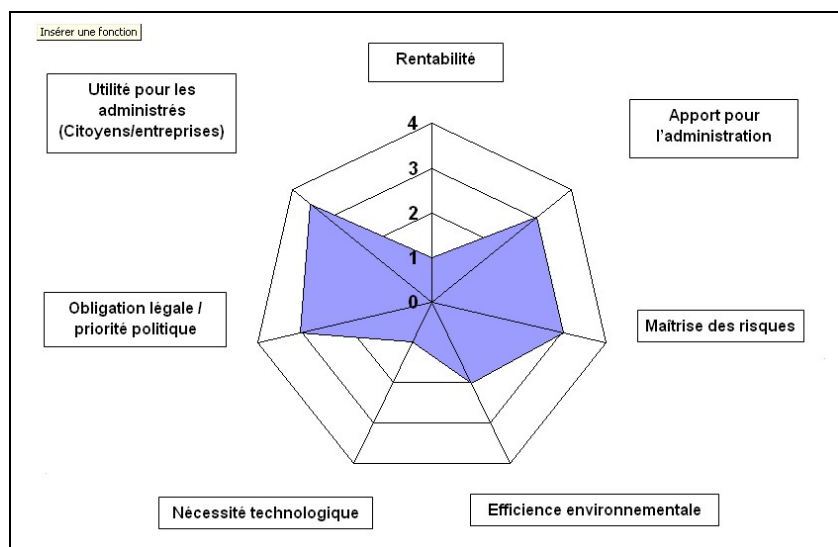 Insérer une fonction
Rentabilité
Utilité pour les
administrés
(Citoyens/entreprises)
Apport pour
l'administration
4
3
2
1
0
Obligation légale /
priorité politique
Maîtrise des risques
Nécessité technologique
Efficience environnementale